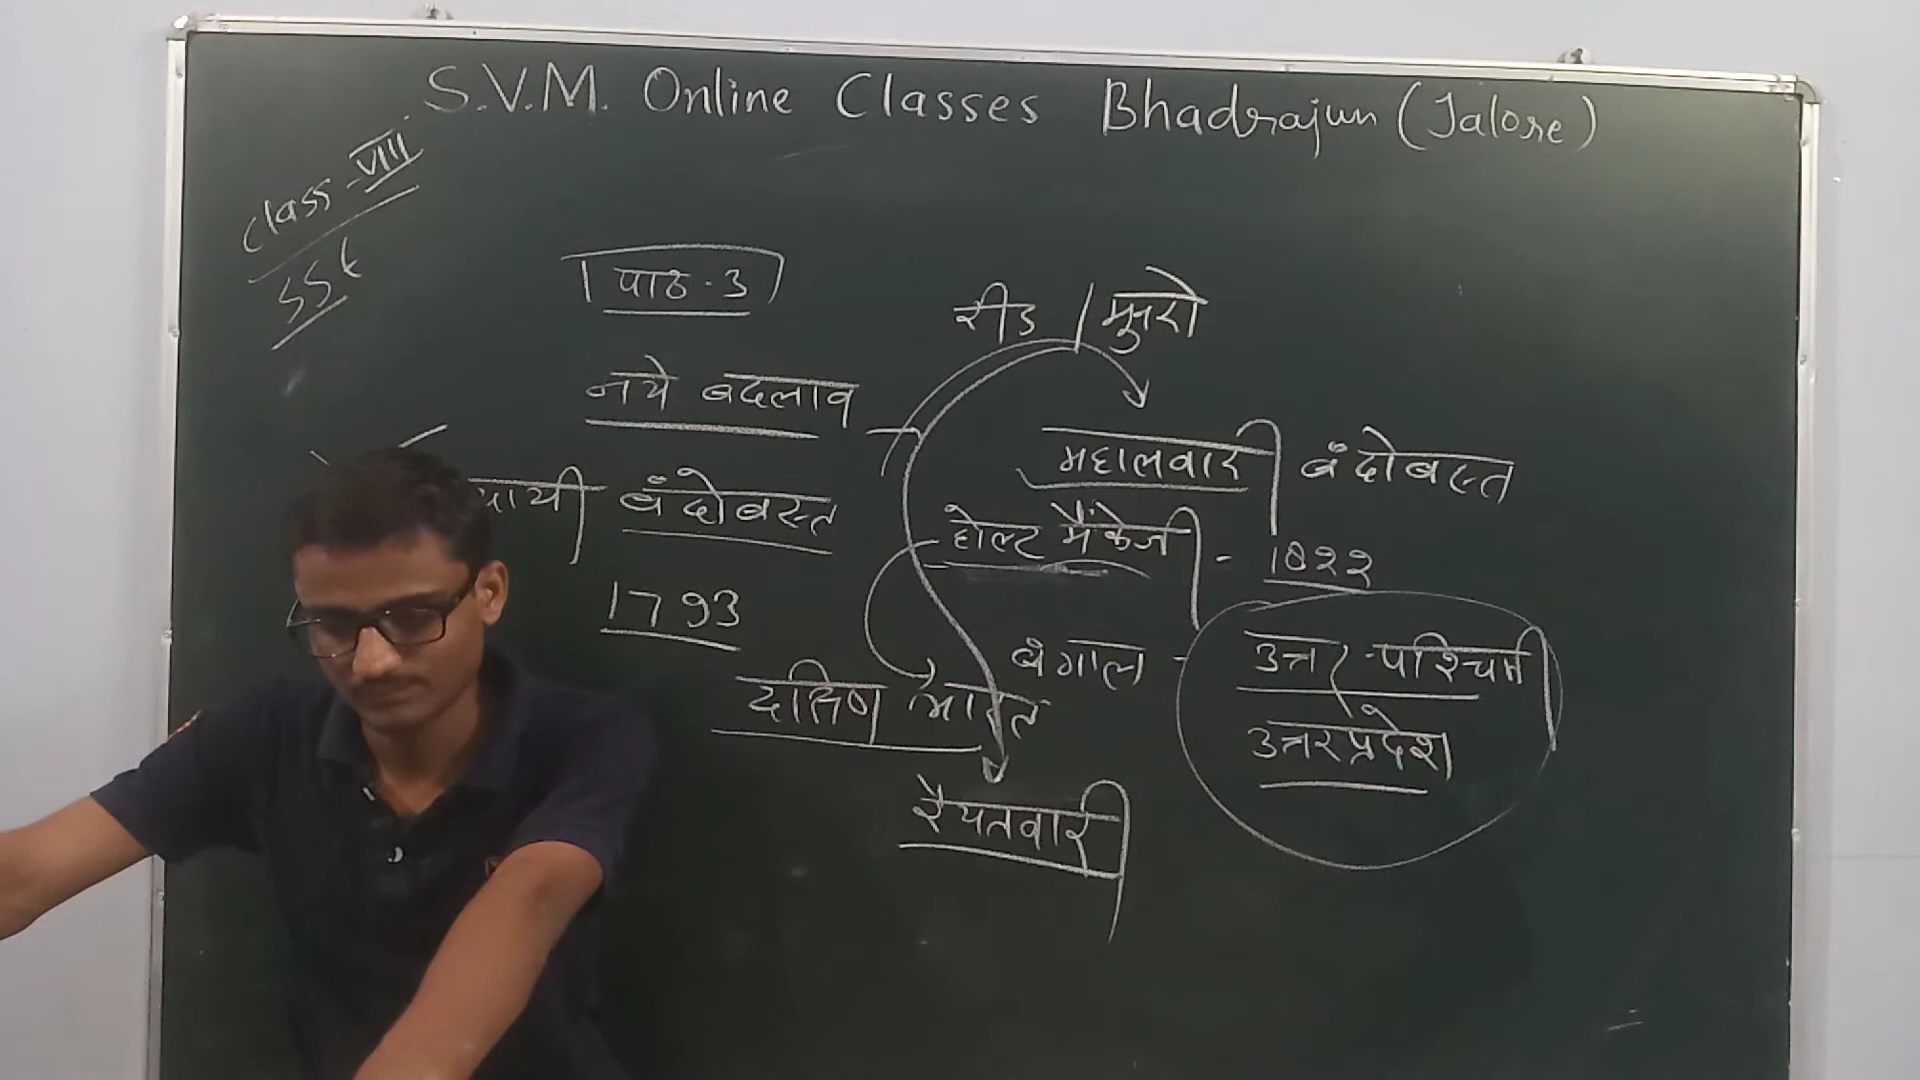 S.V.M. Online Classes Bhadrajun (Jalore)
Class-VIII
SSt
पाठ-3
नये बदलाव
बँदोबस्त
1793
रीड / मुनरो
महालवारी बँदोबस्त
होल्ट मैकेंजी - 1822
बंगाल - उत्तर-पश्चिमी
उत्तरप्रदेश
दक्षिण भारत
रैयतवारी